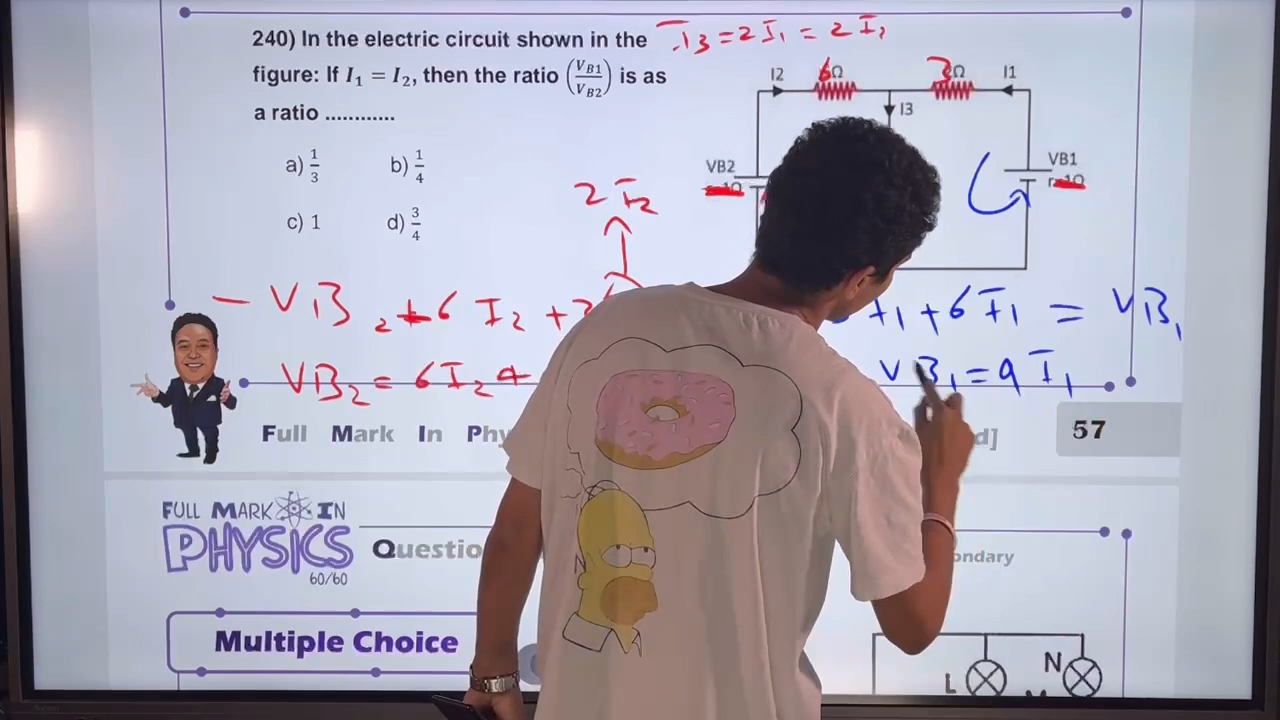 240) In the electric circuit shown in the I3 = 2I1 = 2I2
figure: If I1 = I2, then the ratio (VB1/VB2) is as
a ratio ............
a) 1/3 b) 1/4
c) 1 d) 3/4
I2 6Ω 3Ω I1
I3
VB2
VB1
2 I2
- VB2 + 6 I2 +
I1 + 6 I1 = VB1
VB2 = 6 I2 +
VB1 = 9 I1
Full Mark In
57
FULL MARK IN
PHYSICS
60/60
Multiple Choice
L
N